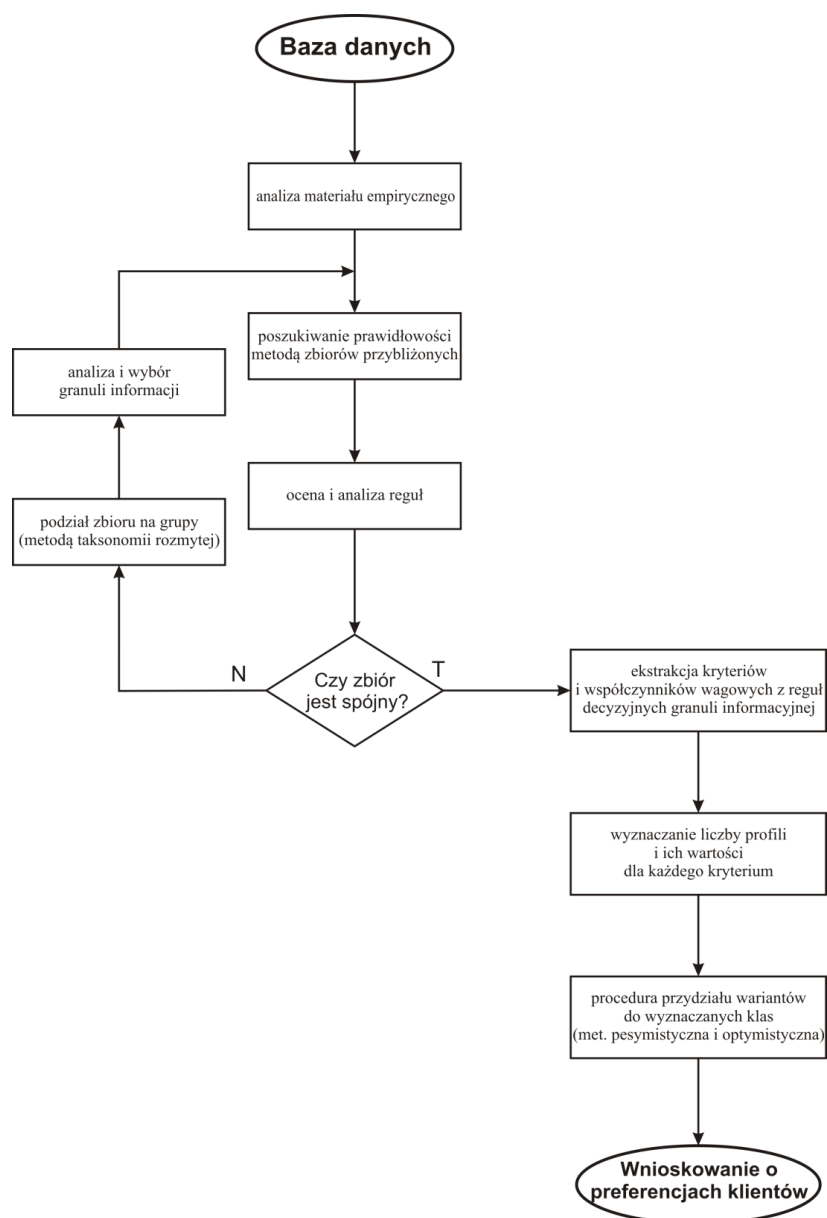 Baza danych
analiza materiału empirycznego
poszukiwanie prawidłowości
metodą zbiorów przybliżonych
analiza i wybór
granuli informacji
ocena i analiza reguł
podział zbioru na grupy
(metodą taksonomii rozmytej)
N
Czy zbiór
jest spójny?
T
ekstrakcja kryteriów
i współczynników wagowych z reguł
decyzyjnych granuli informacyjnej
wyznaczanie liczby profili
i ich wartości
dla każdego kryterium
procedura przydziału wariantów
do wyznaczanych klas
(met. pesymistyczna i optymistyczna)
Wnioskowanie o
preferencjach klientów